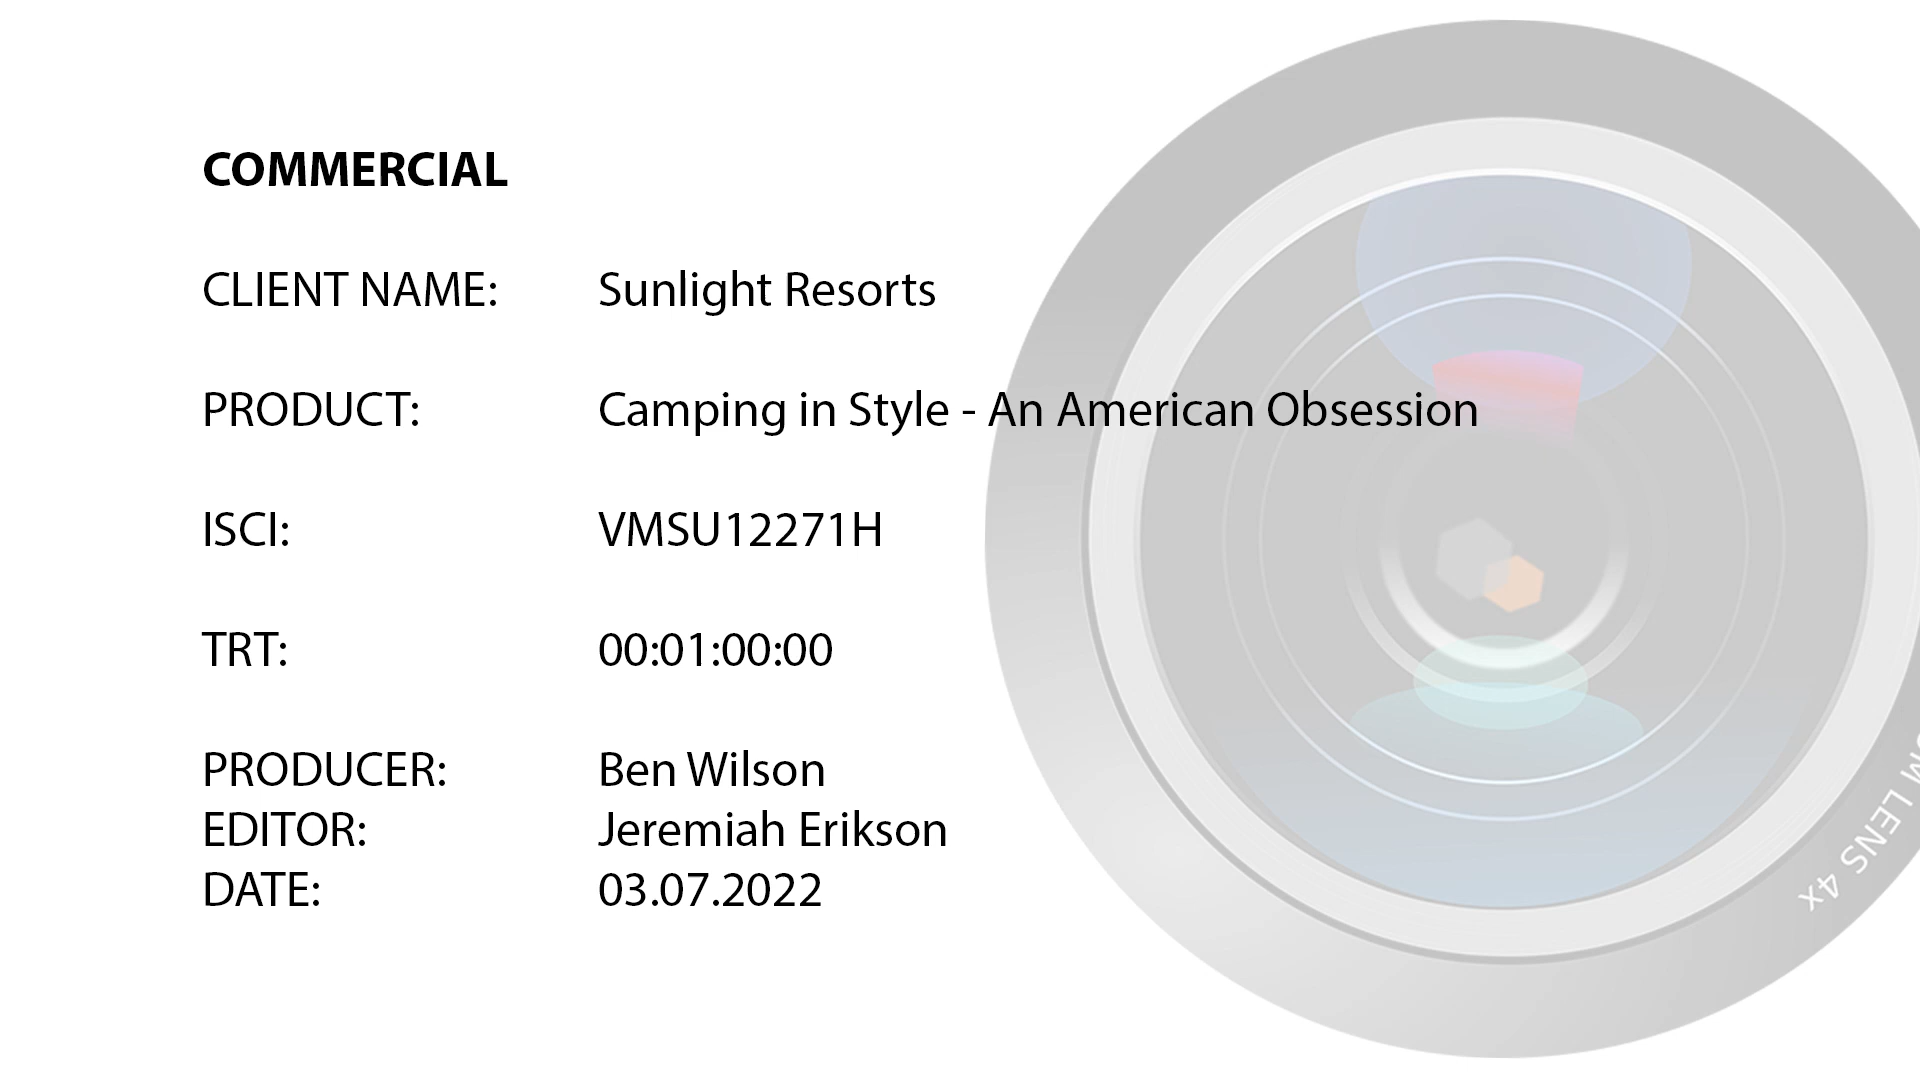 COMMERCIAL
CLIENT NAME: Sunlight Resorts
PRODUCT: Camping in Style - An American Obsession
ISCI: VMSU12271H
TRT: 00:01:00:00
PRODUCER: Ben Wilson
EDITOR: Jeremiah Erikson
DATE: 03.07.2022
LENS 4x